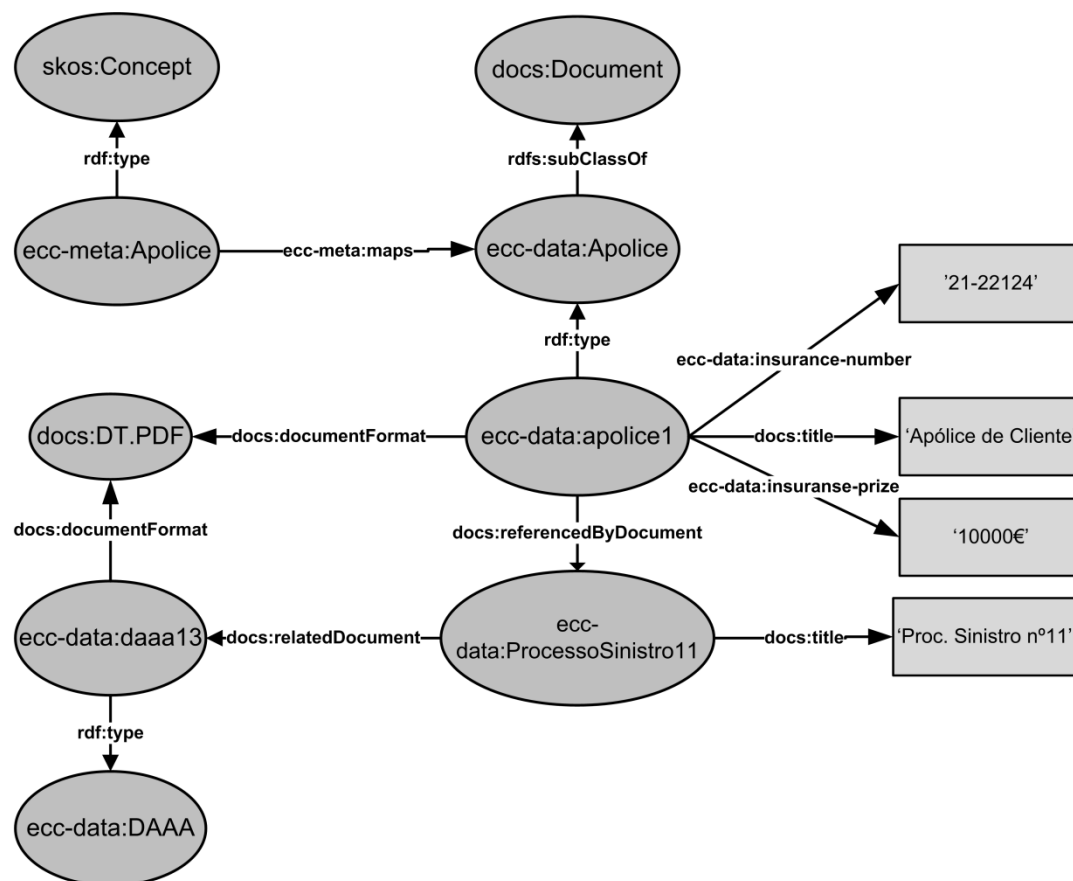 skos:Concept
docs:Document
rdf:type
rdfs:subClassOf
ecc-meta:Apolice
ecc-meta:maps
ecc-data:Apolice
'21-22124'
rdf:type
ecc-data:insurance-number
docs:DT.PDF
docs:documentFormat
ecc-data:apolice1
docs:title
‘Apólice de Cliente
ecc-data:insuranse-prize
docs:documentFormat
docs:referencedByDocument
‘10000€’
ecc-data:daaa13
docs:relatedDocument
ecc-
data:ProcessoSinistro11
docs:title
‘Proc. Sinistro nº11’
rdf:type
ecc-data:DAAA